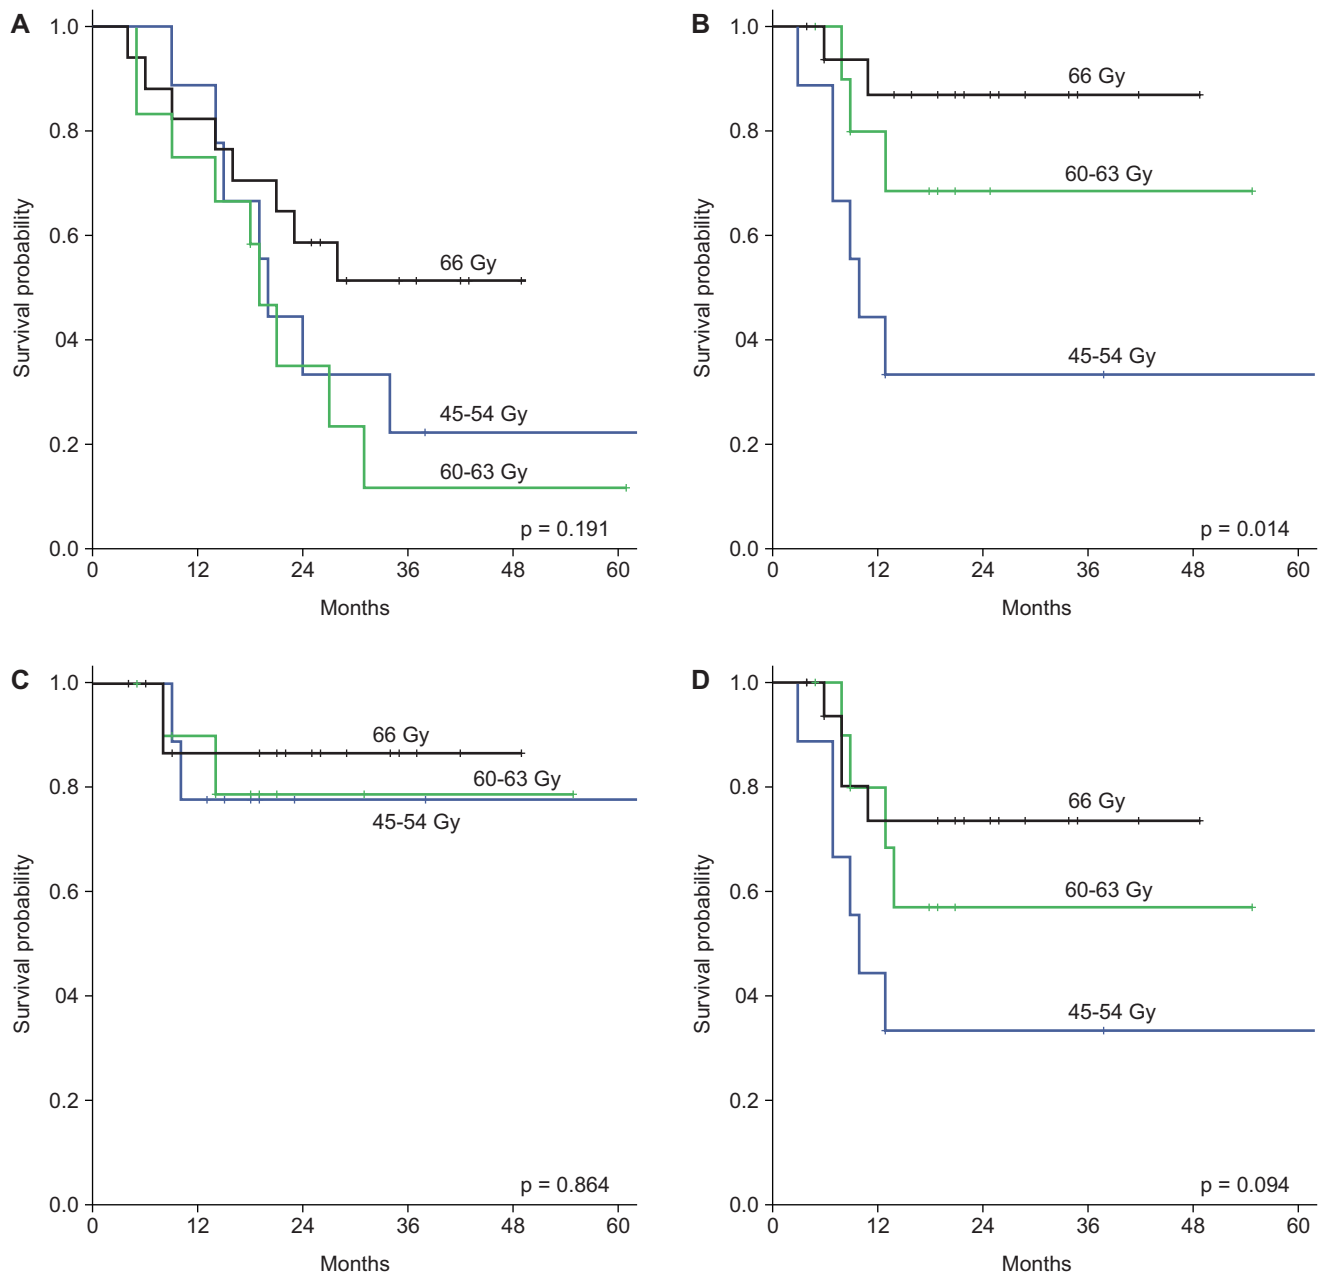 A
1.0
0.8
0.6
04
0.2
0.0
Survival probability
66 Gy
45-54 Gy
60-63 Gy
p = 0.191
0 12 24 36 48 60
Months
B
1.0
0.8
0.6
04
0.2
0.0
Survival probability
66 Gy
60-63 Gy
45-54 Gy
p = 0.014
0 12 24 36 48 60
Months
C
1.0
0.8
0.6
04
0.2
0.0
Survival probability
66 Gy
60-63 Gy
45-54 Gy
p = 0.864
0 12 24 36 48 60
Months
D
1.0
0.8
0.6
04
0.2
0.0
Survival probability
66 Gy
60-63 Gy
45-54 Gy
p = 0.094
0 12 24 36 48 60
Months